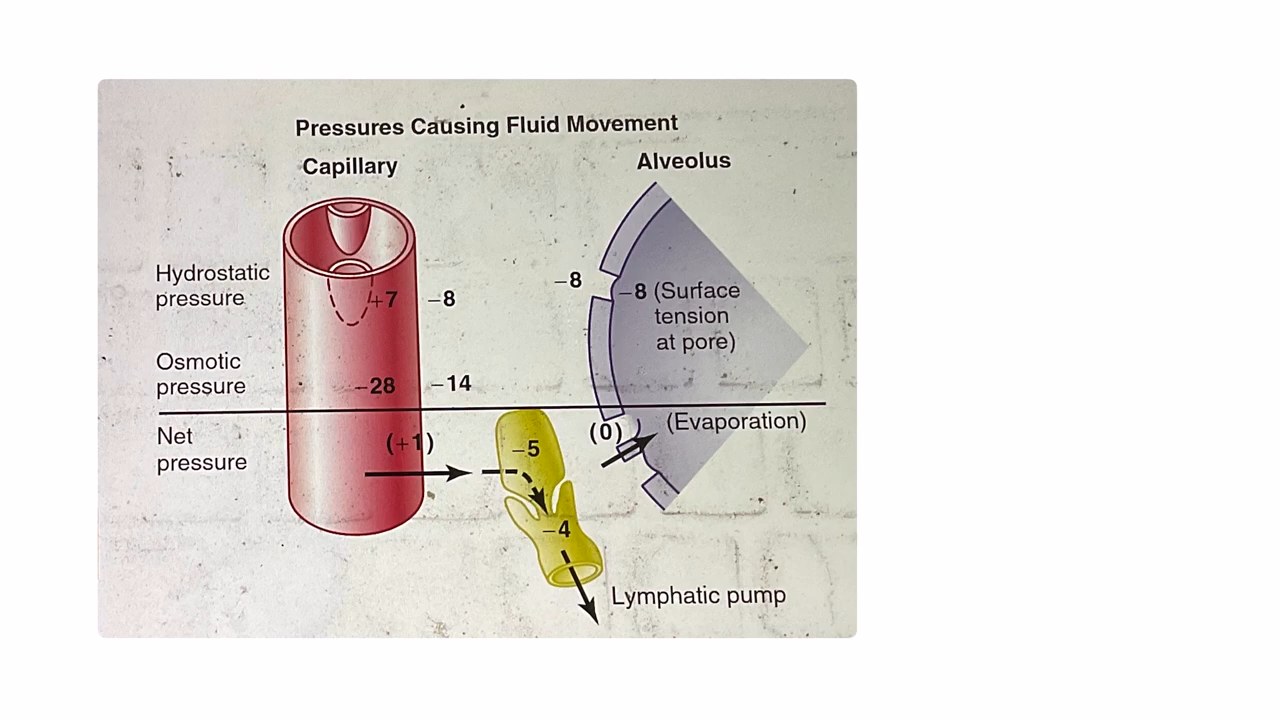 Pressures Causing Fluid Movement
Capillary
Alveolus
Hydrostatic
pressure
+7
−8
−8
−8 (Surface
tension
at pore)
Osmotic
pressure
−28
−14
Net
pressure
(+1)
−5
(0)
(Evaporation)
−4
Lymphatic pump